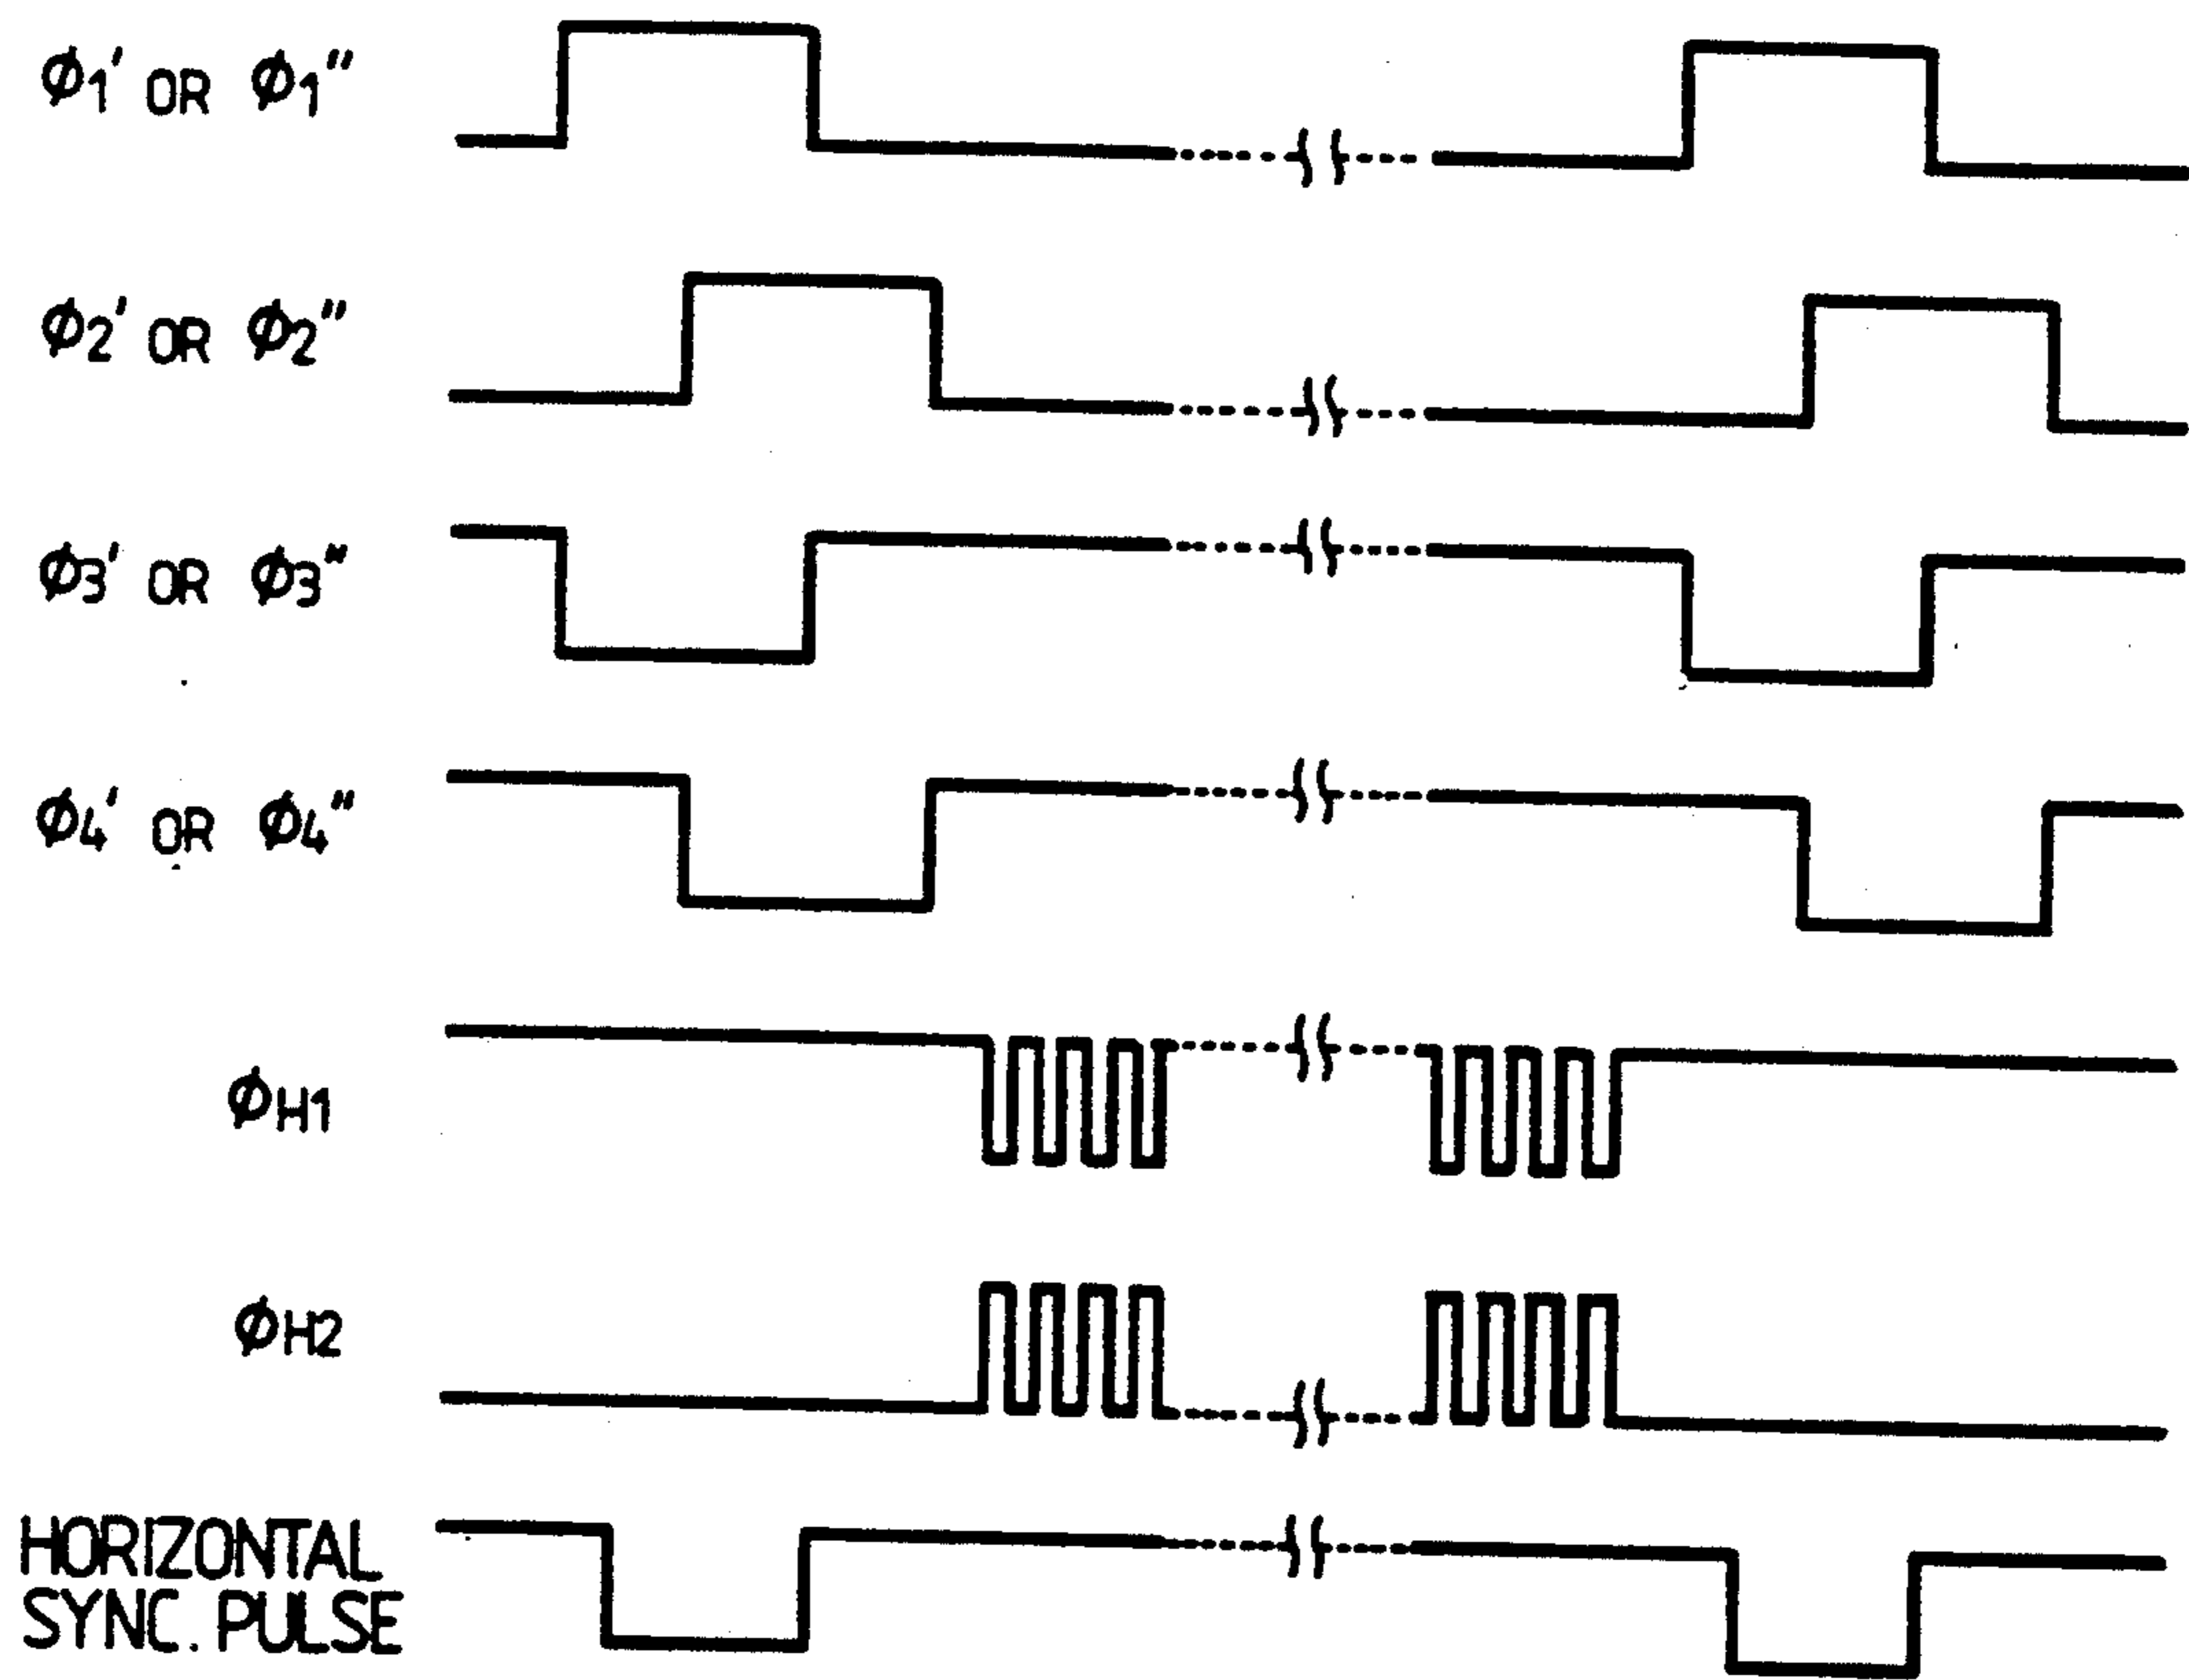 ϕ1' OR ϕ1"
ϕ2' OR ϕ2"
ϕ3' OR ϕ3"
ϕ4' OR ϕ4"
ϕH1
ϕH2
HORIZONTAL
SYNC. PULSE